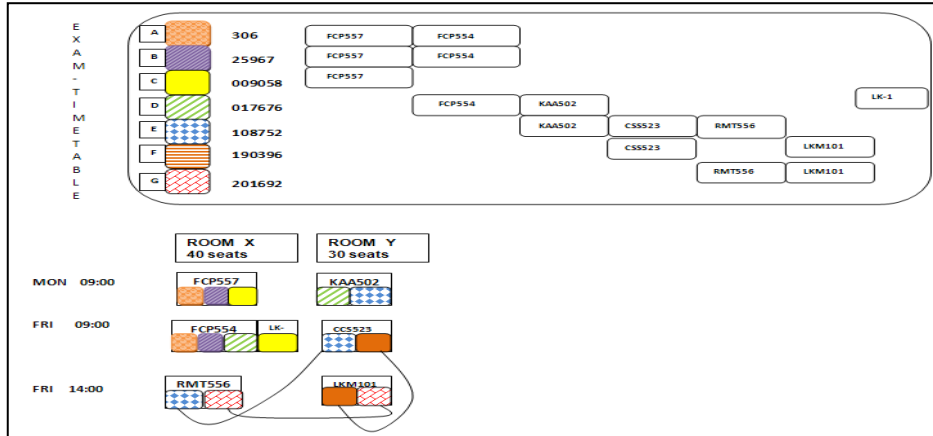 EXAM-TIMETABLE
A 306 FCP557 FCP554
B 25967 FCP557 FCP554
C 009058 FCP557 LK-1
D 017676 FCP554 KAA502
E 108752 KAA502 CSS523 RMT556
F 190396 CSS523 LKM101
G 201692 RMT556 LKM101
ROOM X ROOM Y
40 seats 30 seats
MON 09:00 FCP557 KAA502
FRI 09:00 FCP554 LK- CCS523
FRI 14:00 RMT556 LKM101